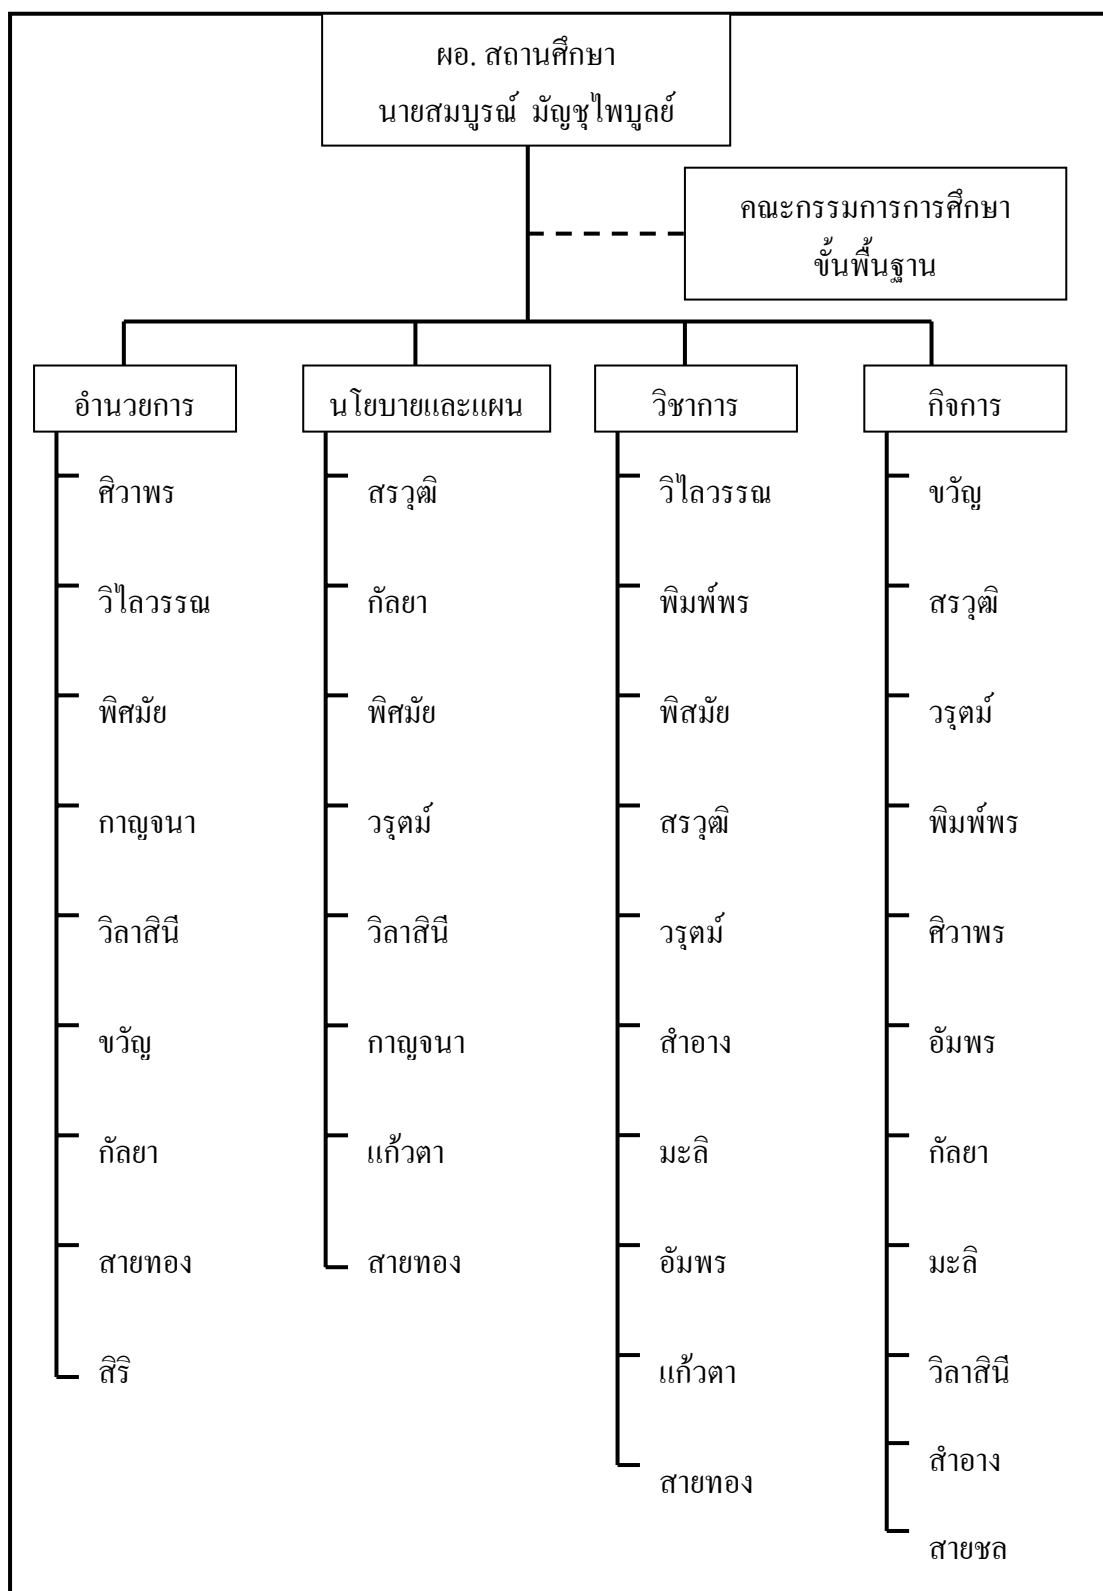 ผอ. สถานศึกษา
นายสมบูรณ์ มัญชุไพบูลย์
คณะกรรมการการศึกษา
ขั้นพื้นฐาน
อำนวยการ
ศิวาพร
วิไลวรรณ
พิศมัย
กาญจนา
วิลาสินี
ขวัญ
กัลยา
สายทอง
สิริ
นโยบายและแผน
สรวุฒิ
กัลยา
พิศมัย
วรุตม์
วิลาสินี
กาญจนา
แก้วตา
สายทอง
วิชาการ
วิไลวรรณ
พิมพ์พร
พิสมัย
สรวุฒิ
วรุตม์
สำอาง
มะลิ
อัมพร
แก้วตา
สายทอง
กิจการ
ขวัญ
สรวุฒิ
วรุตม์
พิมพ์พร
ศิวาพร
อัมพร
กัลยา
มะลิ
วิลาสินี
สำอาง
สายชล